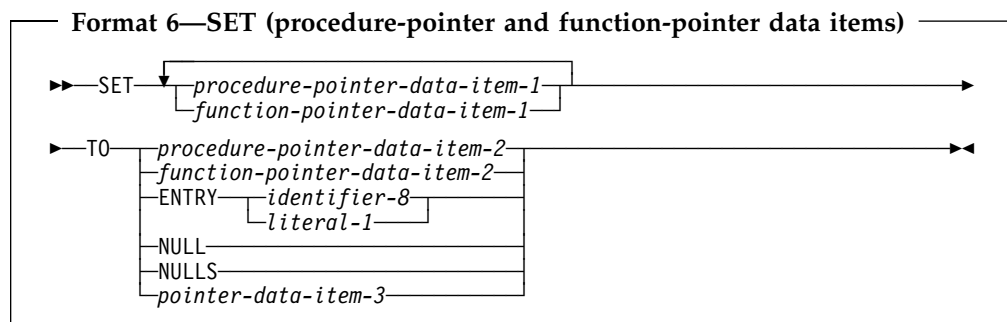 Format 6—SET (procedure-pointer and function-pointer data items)
SET procedure-pointer-data-item-1
function-pointer-data-item-1
TO procedure-pointer-data-item-2
function-pointer-data-item-2
ENTRY identifier-8
literal-1
NULL
NULLS
pointer-data-item-3